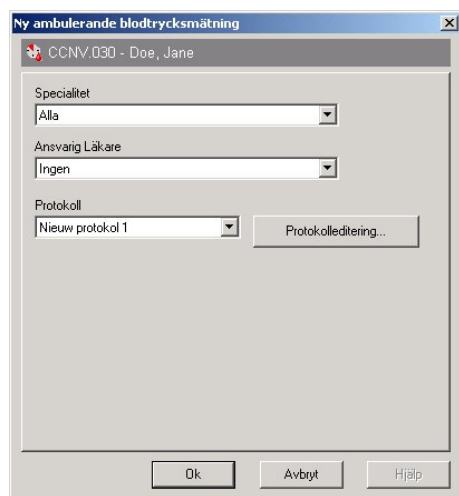 Ny ambulerande blodtrycksmätning
CCNV.030 - Doe, Jane
Specialitet
Alla
Ansvarig Läkare
Ingen
Protokoll
Nieuw protokol 1
Protokolleditering...
Ok
Avbryt
Hjälp